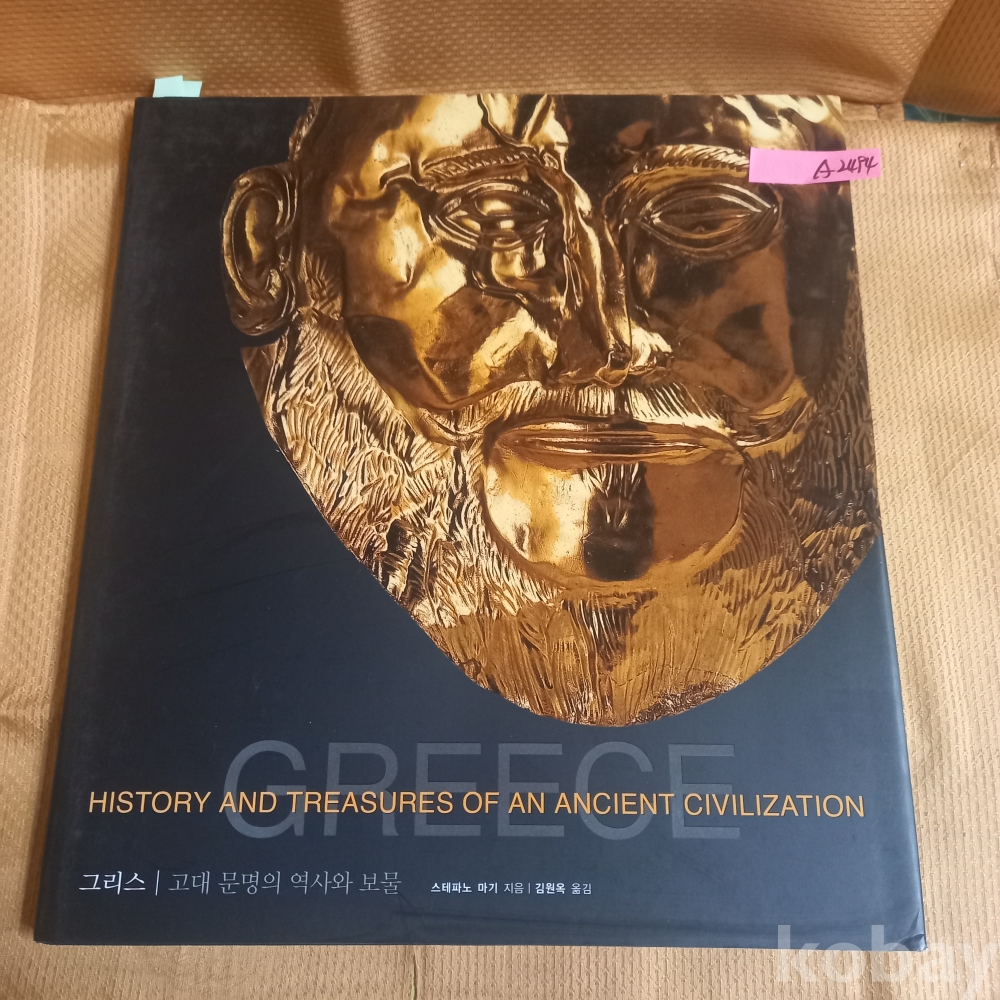 A2494
GREECE
HISTORY AND TREASURES OF AN ANCIENT CIVILIZATION
그리스 | 고대 문명의 역사와 보물 스테파노 마기 지음 | 김원옥 옮김
kobay